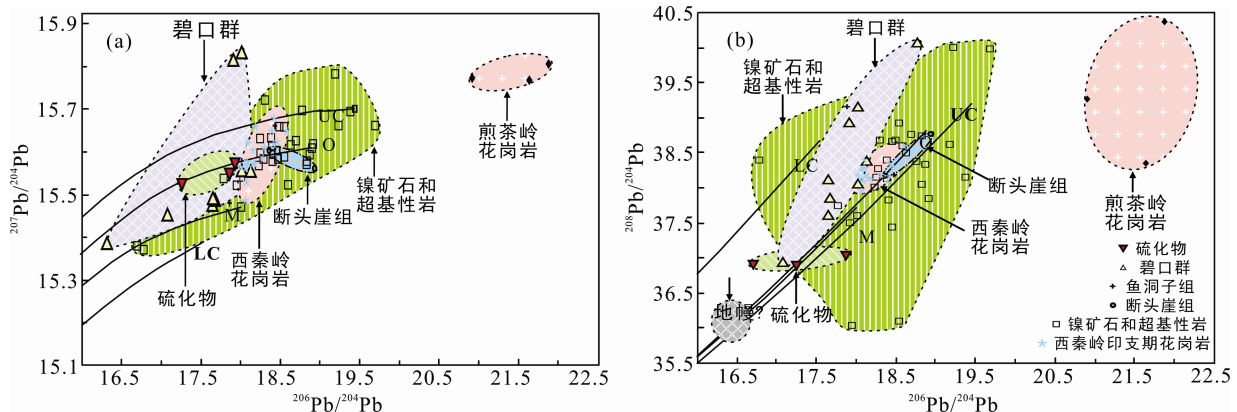 (a)
碧口群
15.9
15.7
15.5
15.3
15.1
²⁰⁷Pb/²⁰⁴Pb
UC
O
M
LC
煎茶岭
花岗岩
镍矿石和
超基性岩
断头崖组
西秦岭
花岗岩
硫化物
16.5 17.5 18.5 19.5 20.5 21.5 22.5
²⁰⁶Pb/²⁰⁴Pb
(b)
碧口群
镍矿石和
超基性岩
40.5
39.5
38.5
37.5
36.5
35.5
²⁰⁸Pb/²⁰⁴Pb
UC
LC
O
M
断头崖组
西秦岭
花岗岩
煎茶岭
花岗岩
地幔?
硫化物
硫化物
碧口群
鱼洞子组
断头崖组
镍矿石和超基性岩
西秦岭印支期花岗岩
16.5 17.5 18.5 19.5 20.5 21.5 22.5
²⁰⁶Pb/²⁰⁴Pb